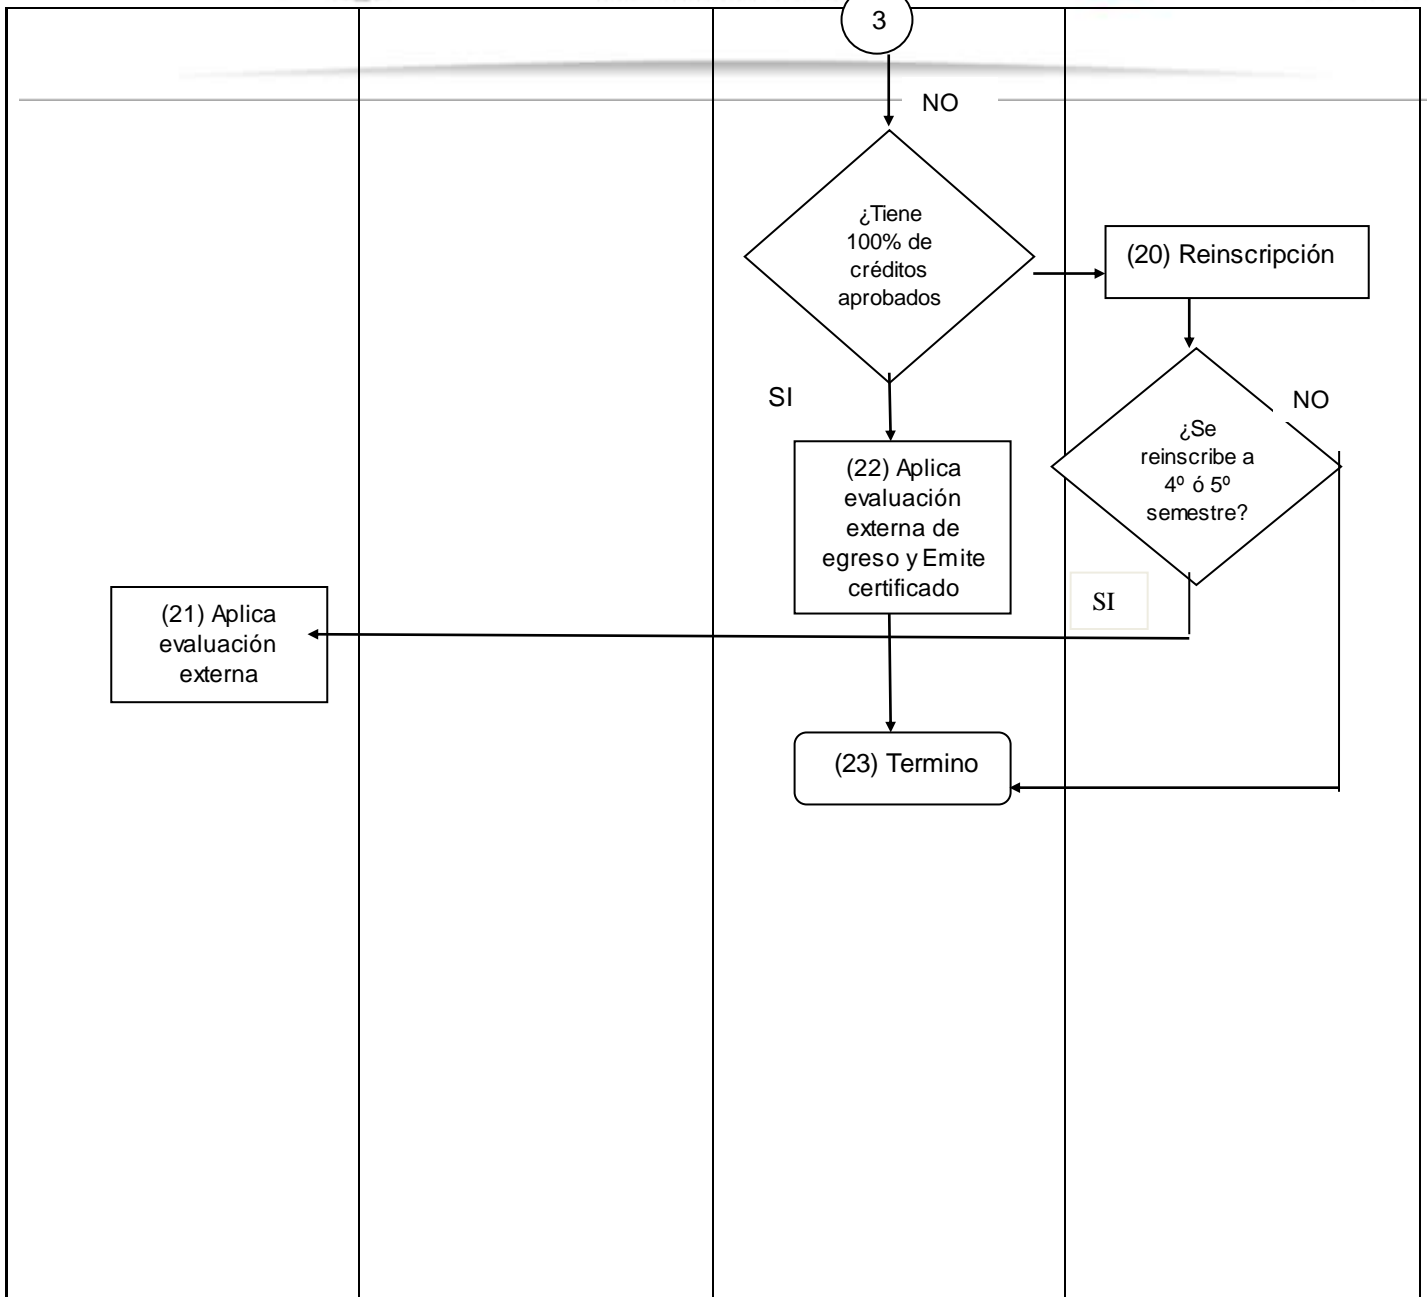 3
NO
¿Tiene
100% de
créditos
aprobados
(20) Reinscripción
SI
NO
¿Se
reinscribe a
4º ó 5º
semestre?
(22) Aplica
evaluación
externa de
egreso y Emite
certificado
SI
(21) Aplica
evaluación
externa
(23) Termino